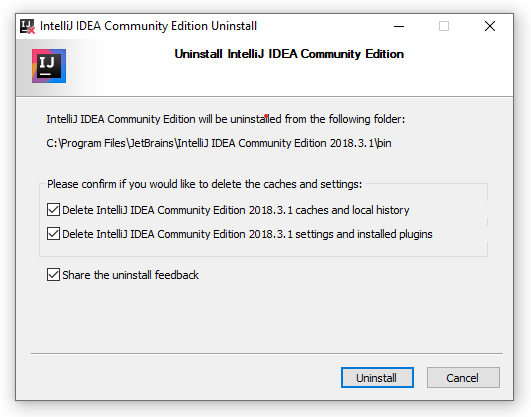 IntelliJ IDEA Community Edition Uninstall
IJ
Uninstall IntelliJ IDEA Community Edition
IntelliJ IDEA Community Edition will be uninstalled from the following folder:
C:\Program Files\JetBrains\IntelliJ IDEA Community Edition 2018.3.1\bin
Please confirm if you would like to delete the caches and settings:
Delete IntelliJ IDEA Community Edition 2018.3.1 caches and local history
Delete IntelliJ IDEA Community Edition 2018.3.1 settings and installed plugins
Share the uninstall feedback
Uninstall
Cancel